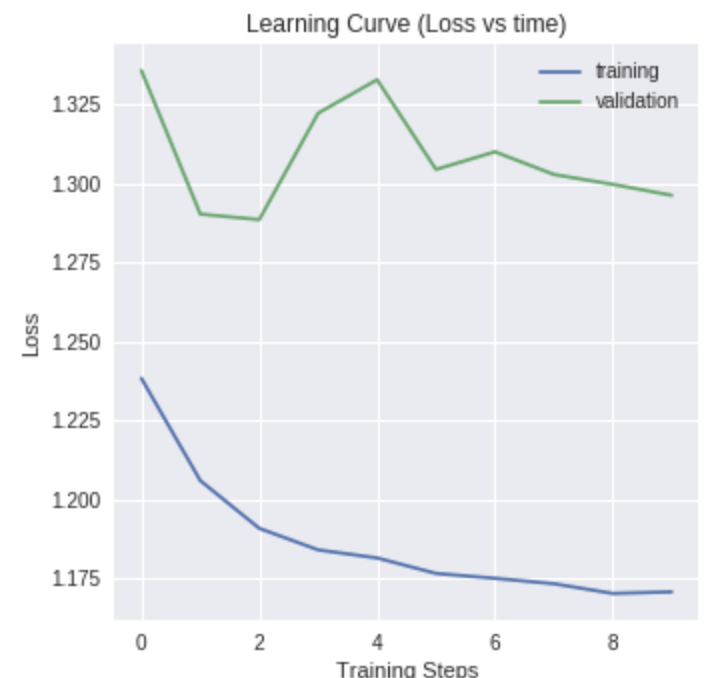 Learning Curve (Loss vs time)
training
validation
1.325
1.300
1.275
1.250
1.225
1.200
1.175
Loss
0 2 4 6 8
Training Steps